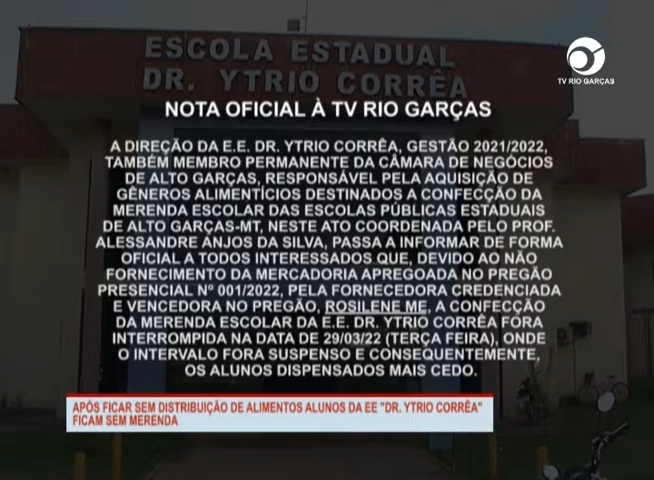 ESCOLA ESTADUAL
DR. YTRIO CORRÊA
TV RIO GARÇAS
NOTA OFICIAL À TV RIO GARÇAS
A DIREÇÃO DA E.E. DR. YTRIO CORRÊA, GESTÃO 2021/2022,
TAMBÉM MEMBRO PERMANENTE DA CÂMARA DE NEGÓCIOS
DE ALTO GARÇAS, RESPONSÁVEL PELA AQUISIÇÃO DE
GÊNEROS ALIMENTÍCIOS DESTINADOS A CONFECÇÃO DA
MERENDA ESCOLAR DAS ESCOLAS PÚBLICAS ESTADUAIS
DE ALTO GARÇAS-MT, NESTE ATO COORDENADA PELO PROF.
ALESSANDRE ANJOS DA SILVA, PASSA A INFORMAR DE FORMA
OFICIAL A TODOS INTERESSADOS QUE, DEVIDO AO NÃO
FORNECIMENTO DA MERCADORIA APREGOADA NO PREGÃO
PRESENCIAL Nº 001/2022, PELA FORNECEDORA CREDENCIADA
E VENCEDORA NO PREGÃO, ROSILENE ME, A CONFECÇÃO
DA MERENDA ESCOLAR DA E.E. DR. YTRIO CORRÊA FORA
INTERROMPIDA NA DATA DE 29/03/22 (TERÇA FEIRA), ONDE
O INTERVALO FORA SUSPENSO E CONSEQUENTEMENTE,
OS ALUNOS DISPENSADOS MAIS CEDO.
APÓS FICAR SEM DISTRIBUIÇÃO DE ALIMENTOS ALUNOS DA EE "DR. YTRIO CORRÊA"
FICAM SEM MERENDA